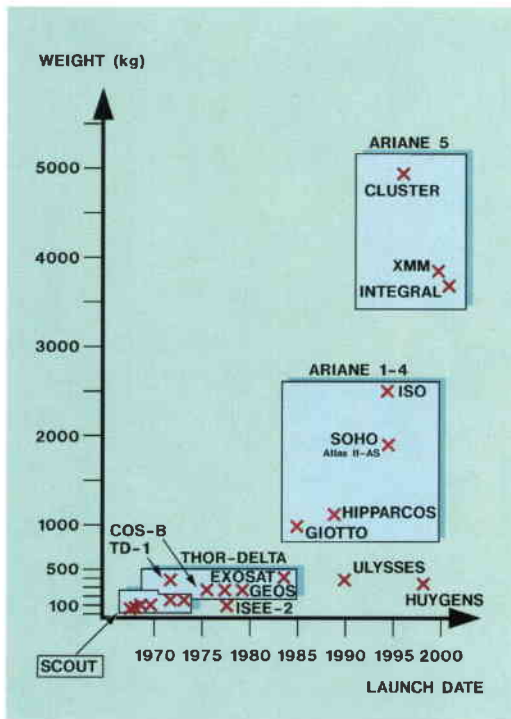 WEIGHT (kg)
ARIANE 5
5000
CLUSTER
XMM
4000
INTEGRAL
3000
ARIANE 1-4
ISO
2000
SOHO
Atlas II-AS
HIPPARCOS
1000
GIOTTO
COS-B
TD-1
THOR-DELTA
500
EXOSAT
ULYSSES
GEOS
HUYGENS
100
ISEE-2
SCOUT
1970 1975 1980 1985 1990 1995 2000
LAUNCH DATE